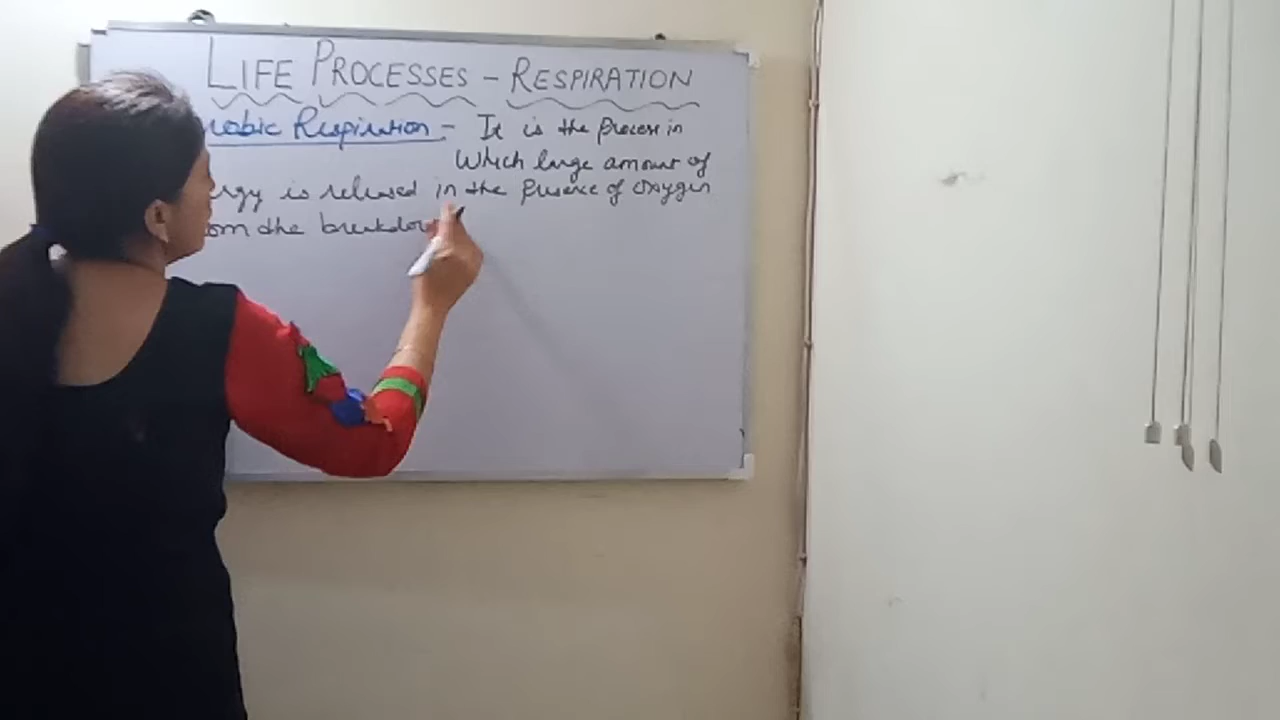 LIFE PROCESSES - RESPIRATION
robic Respiration - It is the process in
which large amount of
rgy is released in the presence of oxygen
om the breakdow